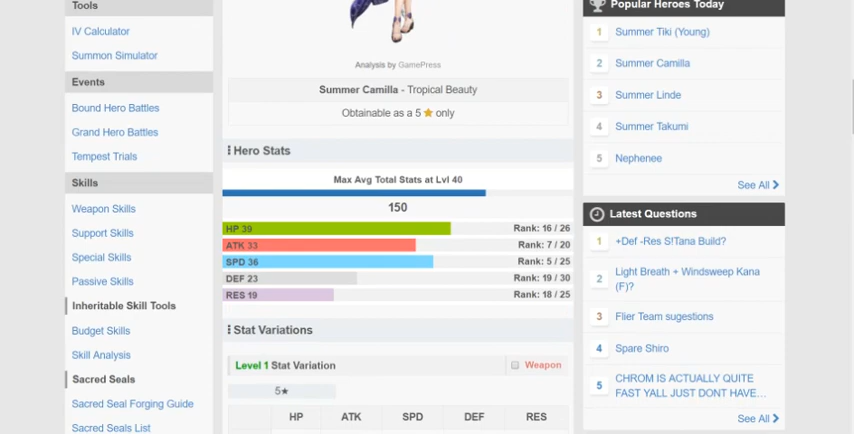 Tools
IV Calculator
Summon Simulator
Events
Bound Hero Battles
Grand Hero Battles
Tempest Trials
Skills
Weapon Skills
Support Skills
Special Skills
Passive Skills
Inheritable Skill Tools
Budget Skills
Skill Analysis
Sacred Seals
Sacred Seal Forging Guide
Sacred Seals List
Analysis by GamePress
Summer Camilla - Tropical Beauty
Obtainable as a 5 ★ only
Hero Stats
Max Avg Total Stats at Lvl 40
150
HP 39 Rank: 16 / 26
ATK 33 Rank: 7 / 20
SPD 36 Rank: 5 / 25
DEF 23 Rank: 19 / 30
RES 19 Rank: 18 / 25
Stat Variations
Level 1 Stat Variation Weapon
5★
HP ATK SPD DEF RES
Popular Heroes Today
1 Summer Tiki (Young)
2 Summer Camilla
3 Summer Linde
4 Summer Takumi
5 Nephenee
See All
Latest Questions
1 +Def -Res S!Tana Build?
2 Light Breath + Windsweep Kana
(F)?
3 Flier Team sugestions
4 Spare Shiro
5 CHROM IS ACTUALLY QUITE
FAST YALL JUST DONT HAVE...
See All